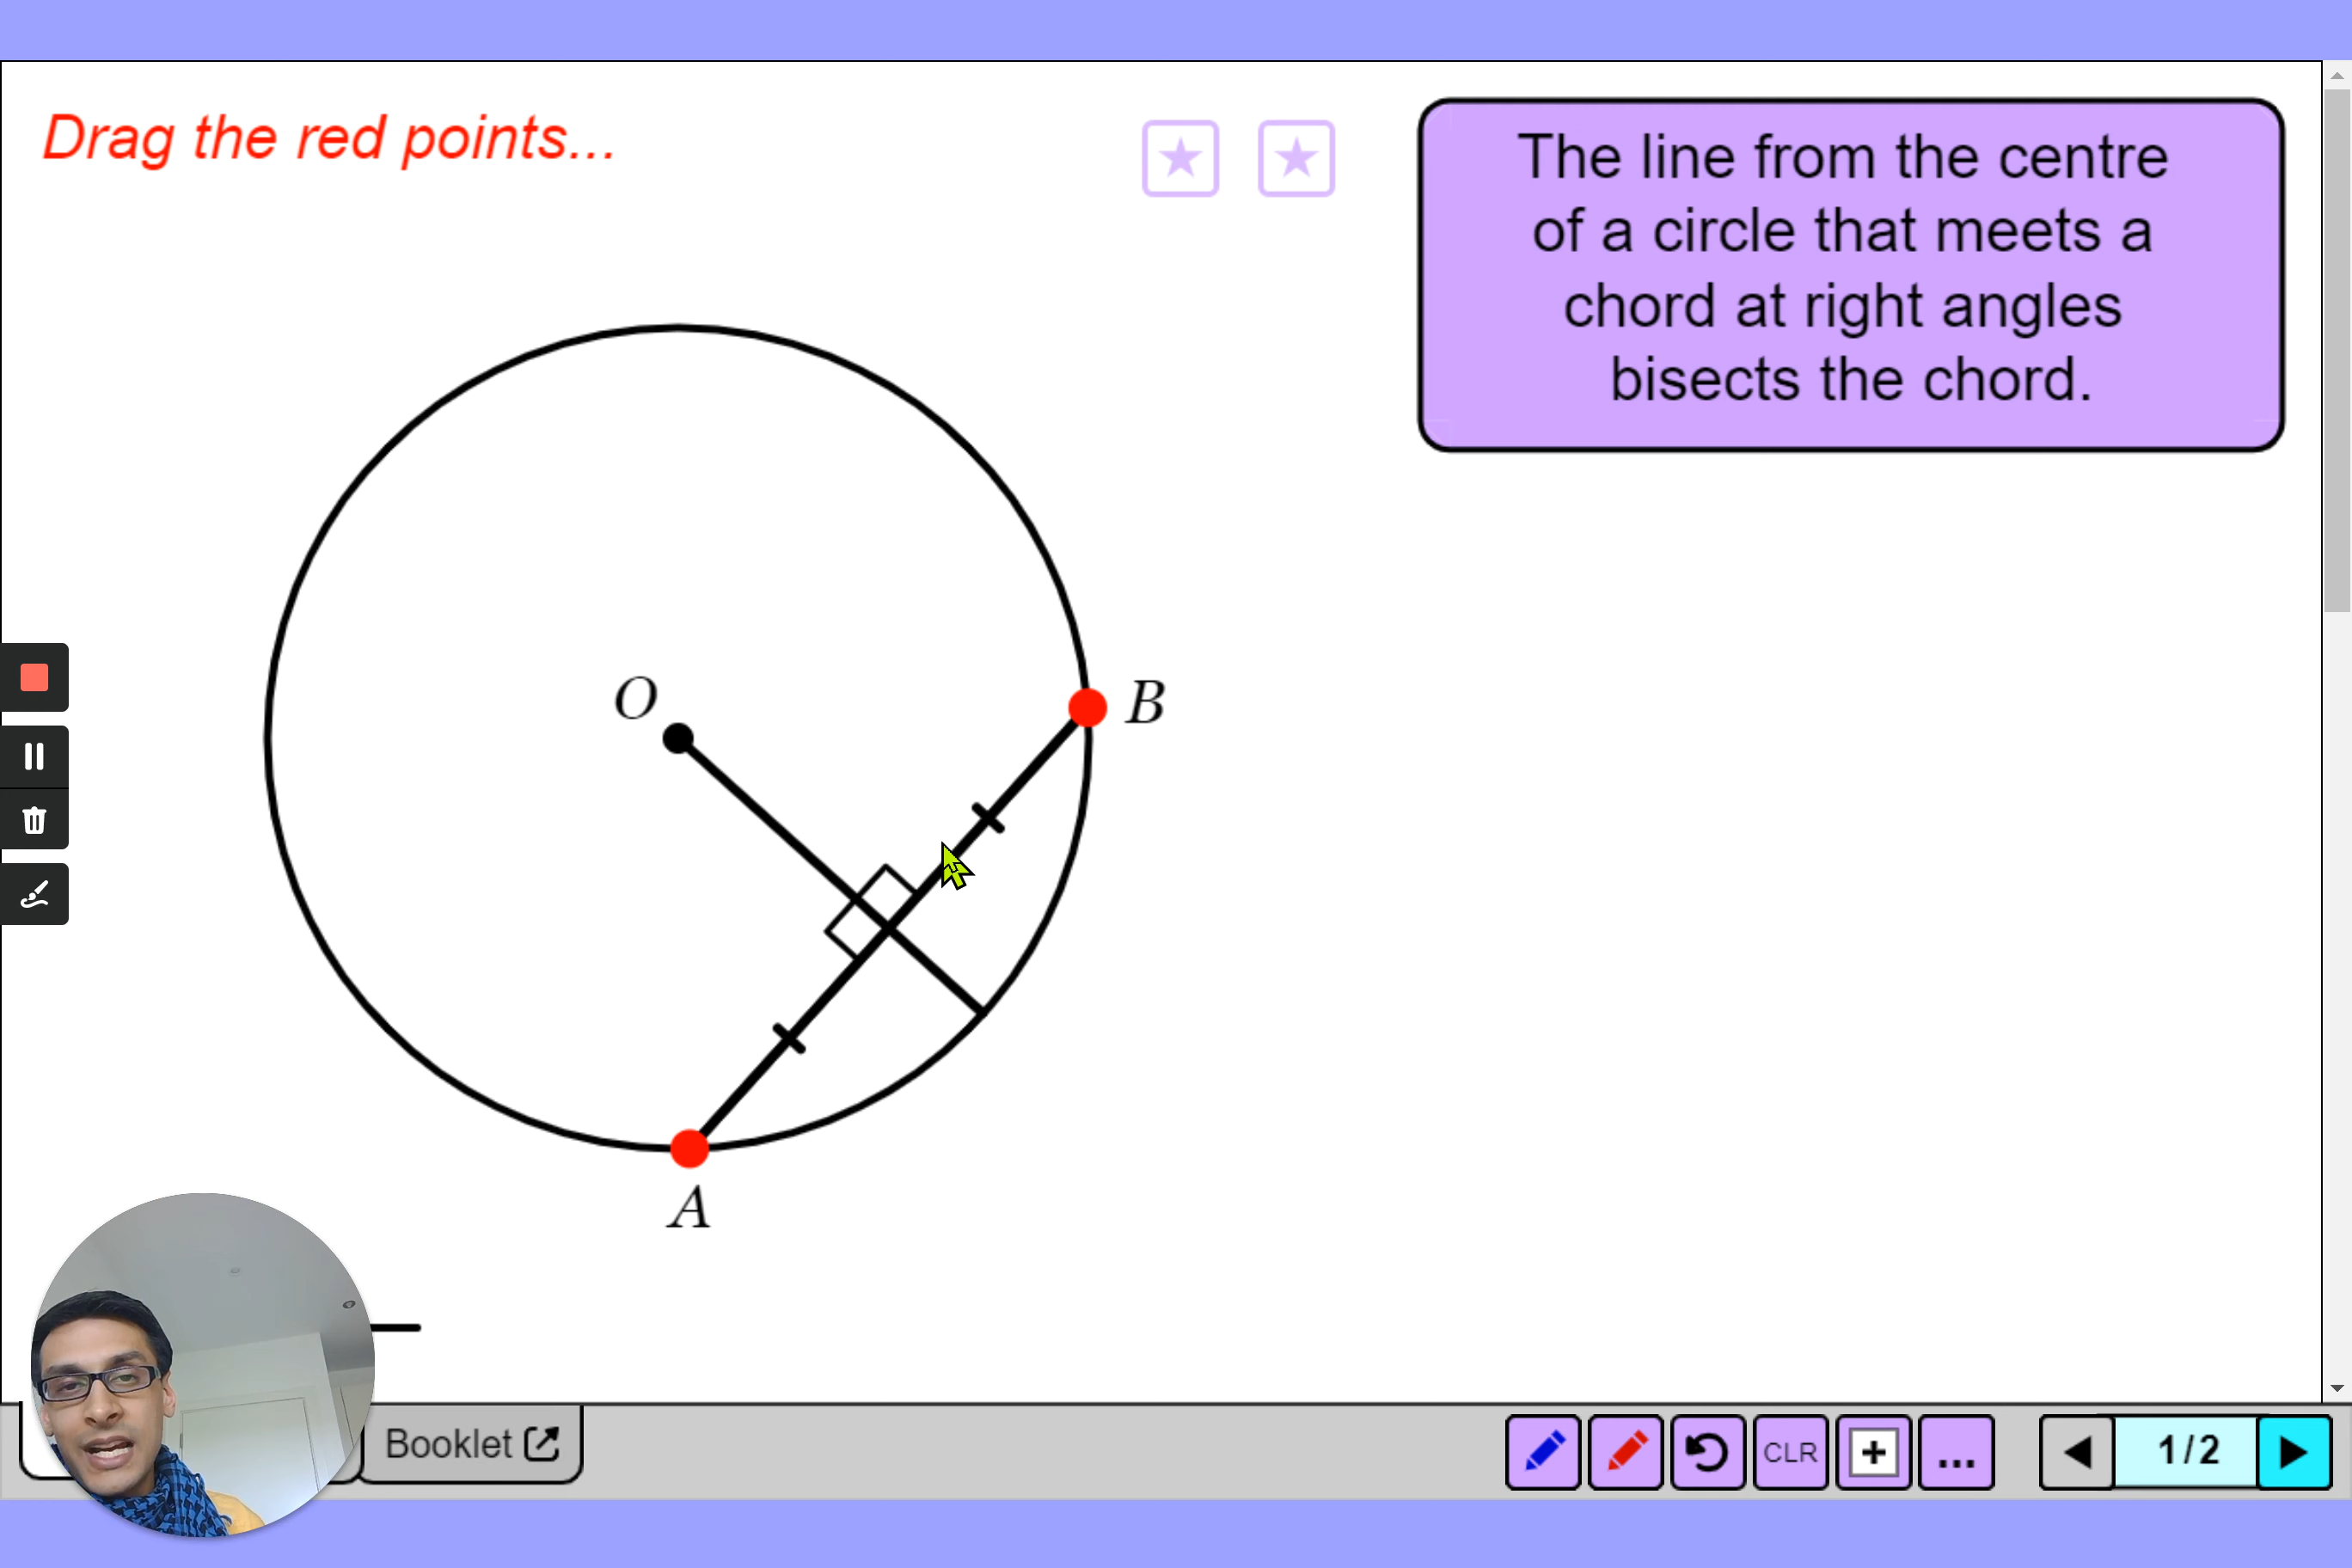 Drag the red points...
The line from the centre
of a circle that meets a
chord at right angles
bisects the chord.
O
B
A
Booklet
CLR
...
1/2